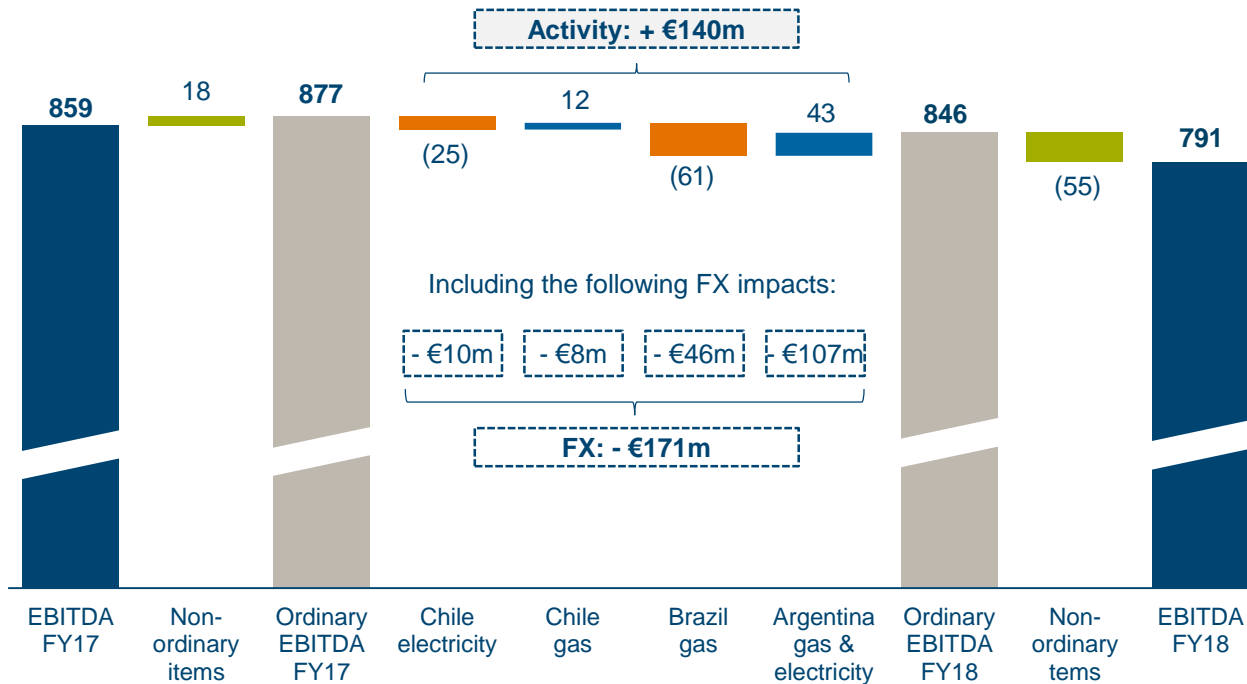 Activity: + €140m
859
18
877
(25)
12
(61)
43
846
(55)
791
Including the following FX impacts:
- €10m
- €8m
- €46m
- €107m
FX: - €171m
EBITDA
FY17
Non-
ordinary
items
Ordinary
EBITDA
FY17
Chile
electricity
Chile
gas
Brazil
gas
Argentina
gas &
electricity
Ordinary
EBITDA
FY18
Non-
ordinary
tems
EBITDA
FY18